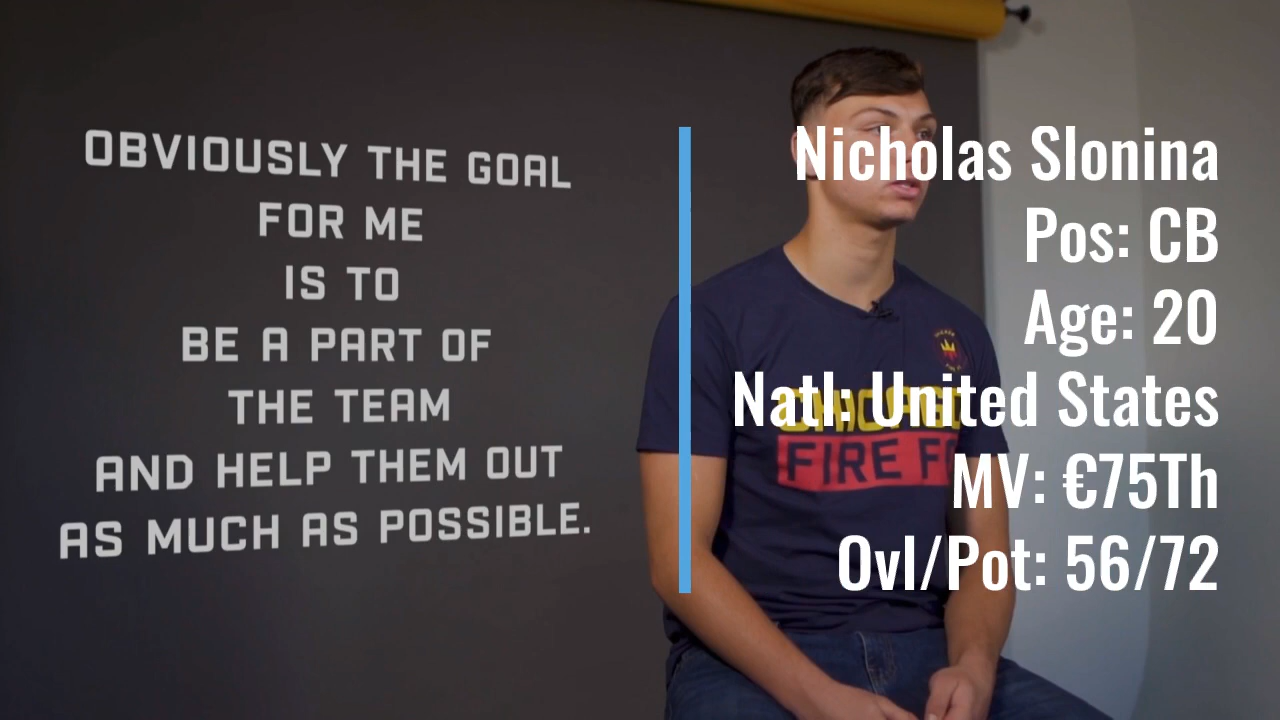 OBVIOUSLY THE GOAL
FOR ME
IS TO
BE A PART OF
THE TEAM
AND HELP THEM OUT
AS MUCH AS POSSIBLE.
Nicholas Slonina
Pos: CB
Age: 20
Natl: United States
MV: €75Th
Ovl/Pot: 56/72
CHICAGO
FIRE FC